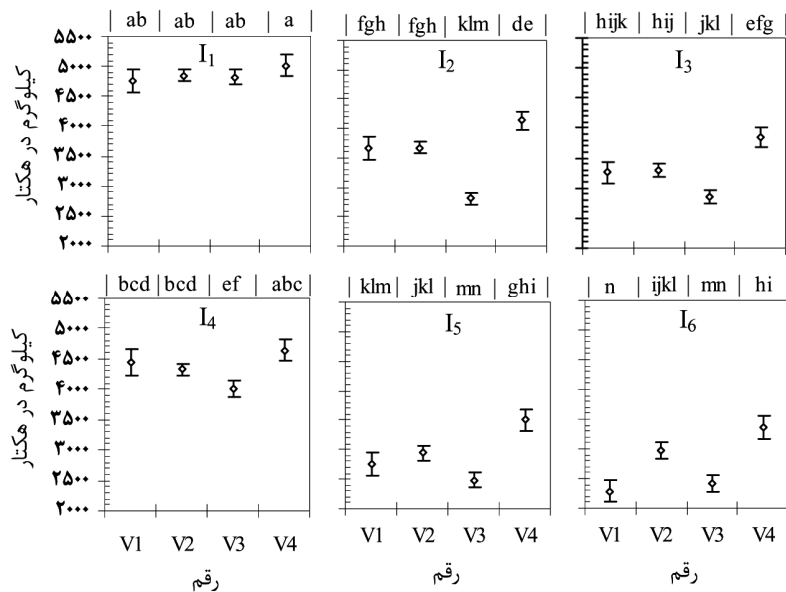 ab ab ab a
fgh fgh klm de
hijk hij jkl efg
I1
I2
I3
۵۵۰۰
۵۰۰۰
۴۵۰۰
۴۰۰۰
۳۵۰۰
۳۰۰۰
۲۵۰۰
۲۰۰۰
کیلوگرم در هکتار
bcd bcd ef abc
klm jkl mn ghi
n ijkl mn hi
I4
I5
I6
۵۵۰۰
۵۰۰۰
۴۵۰۰
۴۰۰۰
۳۵۰۰
۳۰۰۰
۲۵۰۰
۲۰۰۰
کیلوگرم در هکتار
V1 V2 V3 V4
V1 V2 V3 V4
V1 V2 V3 V4
رقم
رقم
رقم